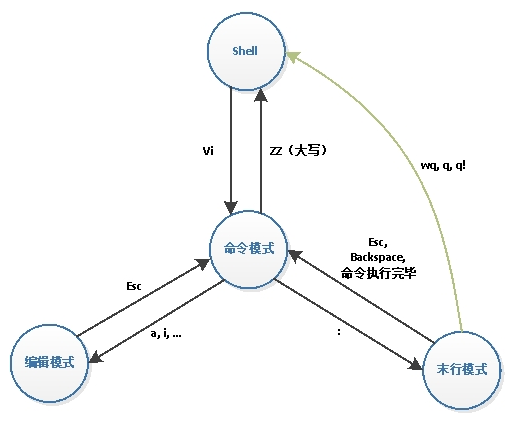 Shell
Vi
ZZ（大写）
wq, q, q!
命令模式
Esc,
Backspace,
命令执行完毕
Esc
a, i, ...
:
编辑模式
末行模式